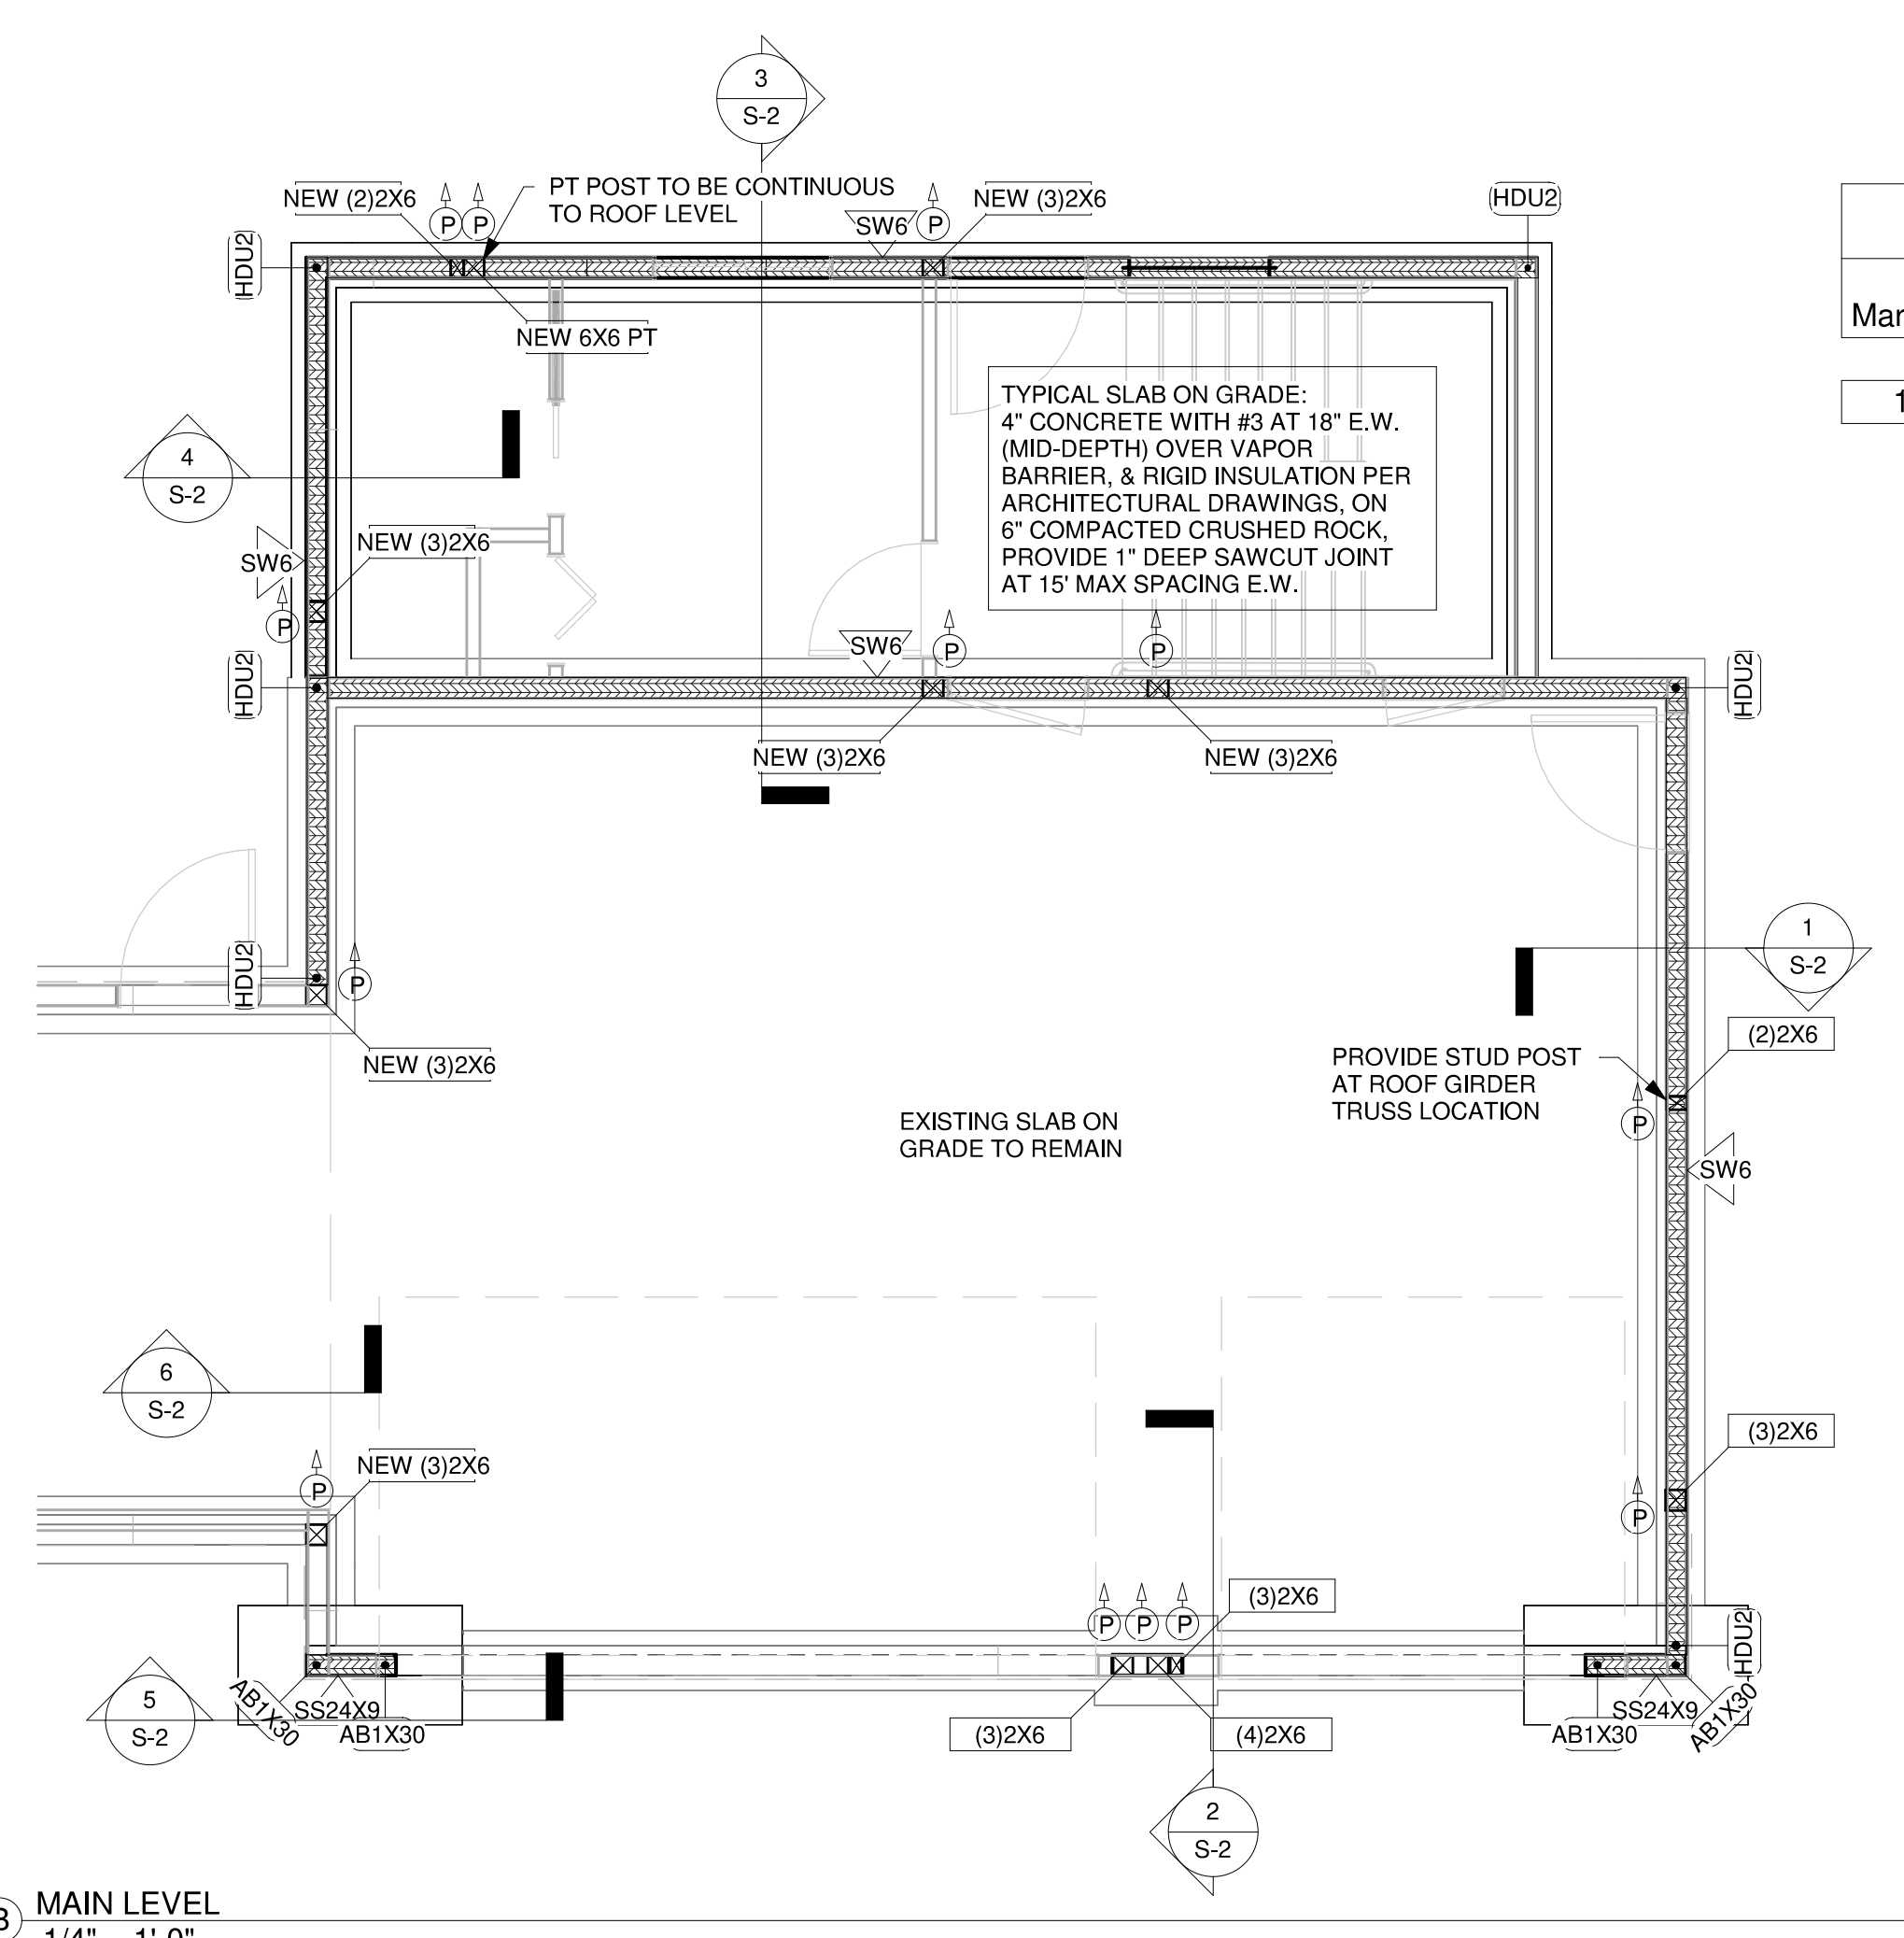 3
S-2
NEW (2)2X6
PT POST TO BE CONTINUOUS
TO ROOF LEVEL
NEW (3)2X6
HDU2
P
P
SW6
P
HDU2
NEW 6X6 PT
TYPICAL SLAB ON GRADE:
4" CONCRETE WITH #3 AT 18" E.W.
(MID-DEPTH) OVER VAPOR
BARRIER, & RIGID INSULATION PER
ARCHITECTURAL DRAWINGS, ON
6" COMPACTED CRUSHED ROCK,
PROVIDE 1" DEEP SAWCUT JOINT
AT 15' MAX SPACING E.W.
4
S-2
NEW (3)2X6
SW6
P
SW6
P
P
HDU2
HDU2
NEW (3)2X6
NEW (3)2X6
HDU2
P
1
S-2
NEW (3)2X6
(2)2X6
PROVIDE STUD POST
AT ROOF GIRDER
TRUSS LOCATION
P
EXISTING SLAB ON
GRADE TO REMAIN
SW6
6
S-2
NEW (3)2X6
P
(3)2X6
P
(3)2X6
P
P
P
HDU2
5
S-2
AB1X30
SS24X9
AB1X30
(3)2X6
(4)2X6
AB1X30
SS24X9
AB1X30
2
S-2
MAIN LEVEL